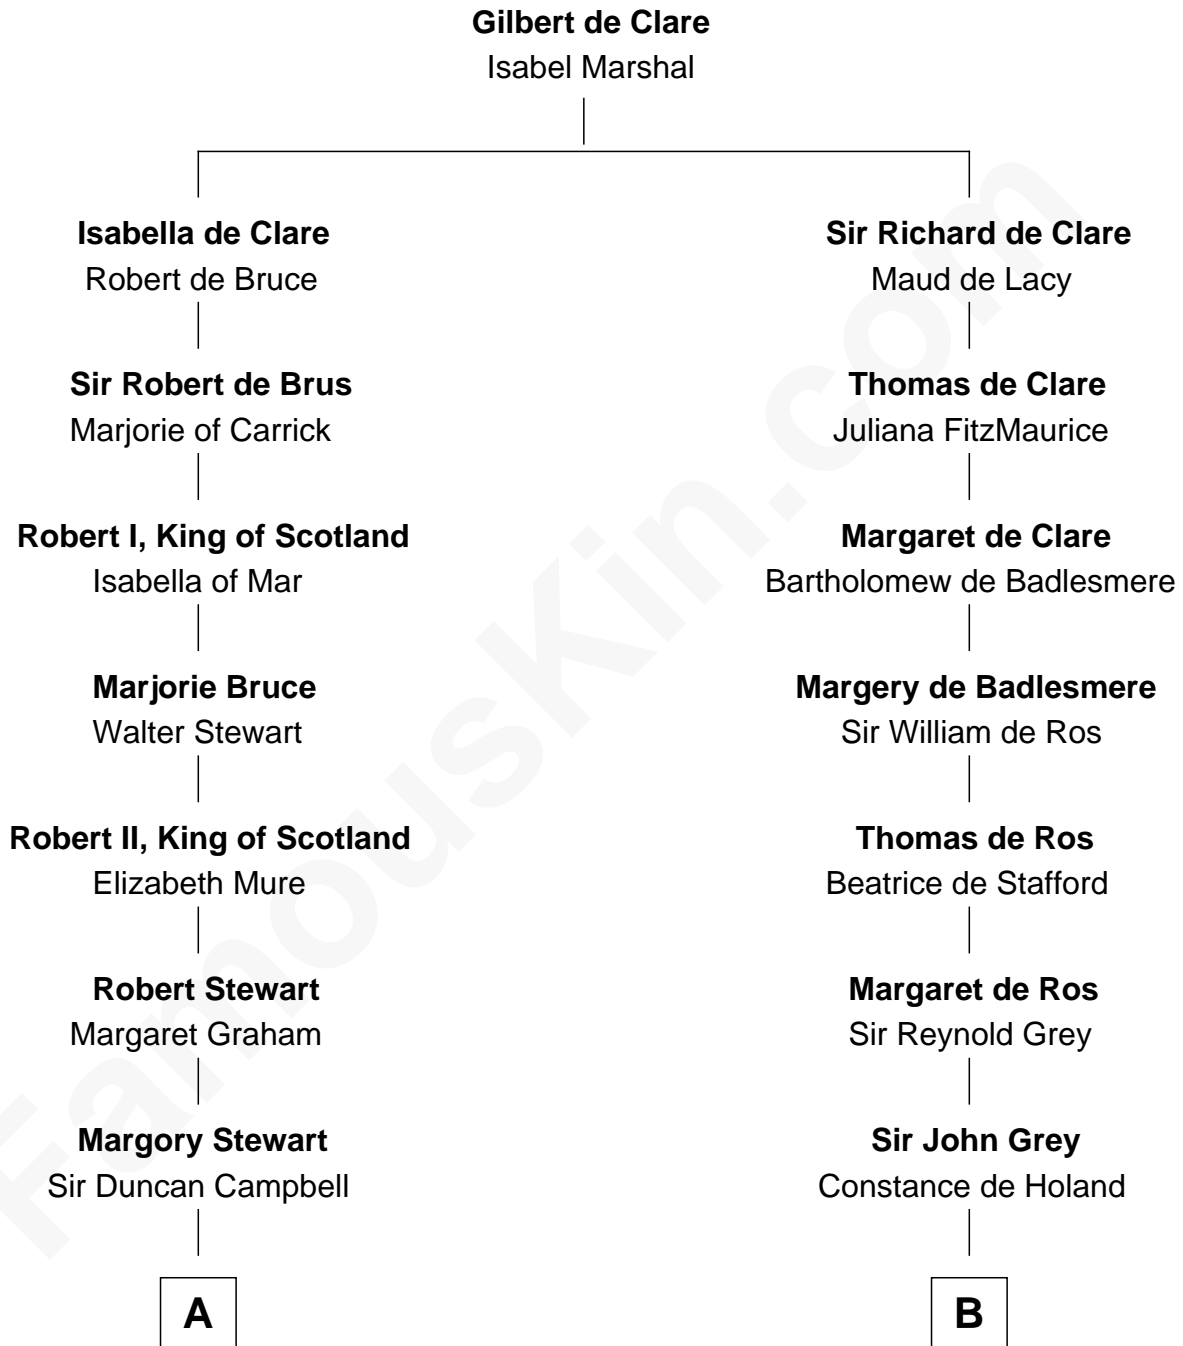 Gilbert de Clare
Isabel Marshal
Isabella de Clare
Robert de Bruce
Sir Robert de Brus
Marjorie of Carrick
Robert I, King of Scotland
Isabella of Mar
Marjorie Bruce
Walter Stewart
Robert II, King of Scotland
Elizabeth Mure
Robert Stewart
Margaret Graham
Margory Stewart
Sir Duncan Campbell
A
Sir Richard de Clare
Maud de Lacy
Thomas de Clare
Juliana FitzMaurice
Margaret de Clare
Bartholomew de Badlesmere
Margery de Badlesmere
Sir William de Ros
Thomas de Ros
Beatrice de Stafford
Margaret de Ros
Sir Reynold Grey
Sir John Grey
Constance de Holand
B
FamousKin.com